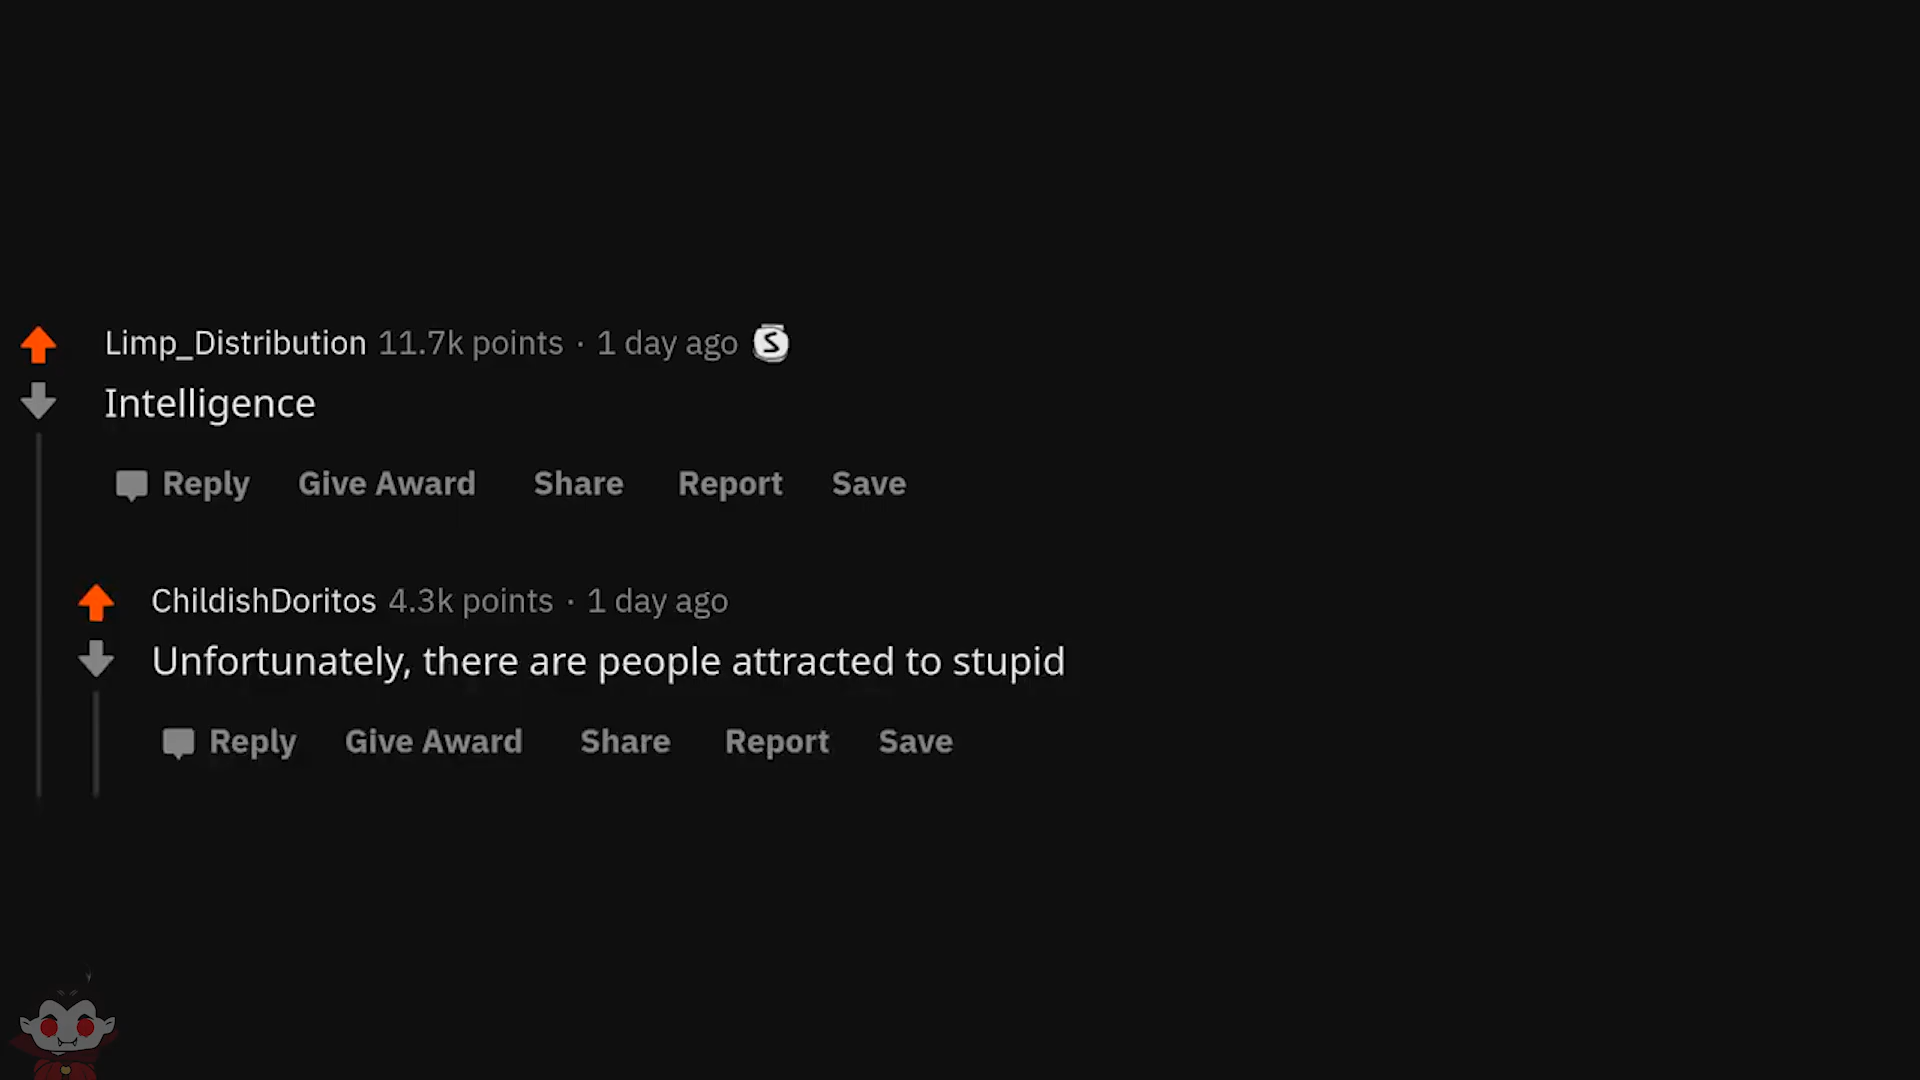 Limp_Distribution 11.7k points · 1 day ago S
Intelligence
Reply Give Award Share Report Save
ChildishDoritos 4.3k points · 1 day ago
Unfortunately, there are people attracted to stupid
Reply Give Award Share Report Save